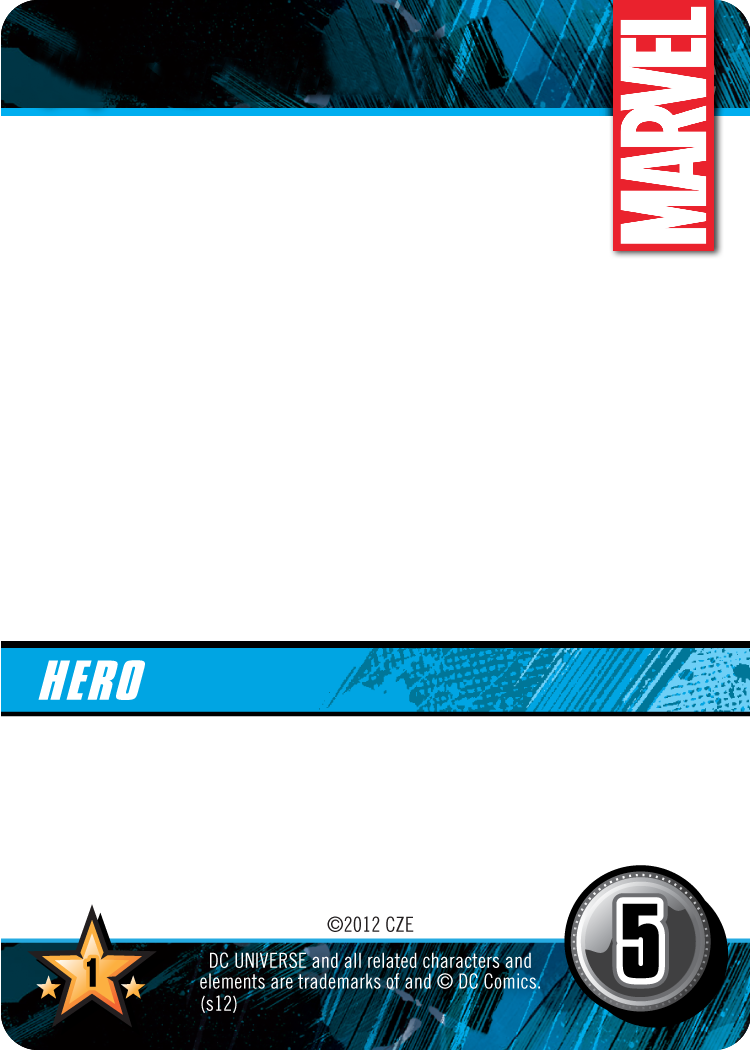 MARVEL
HERO
©2012 CZE
5
1
DC UNIVERSE and all related characters and
elements are trademarks of and © DC Comics.
(s12)